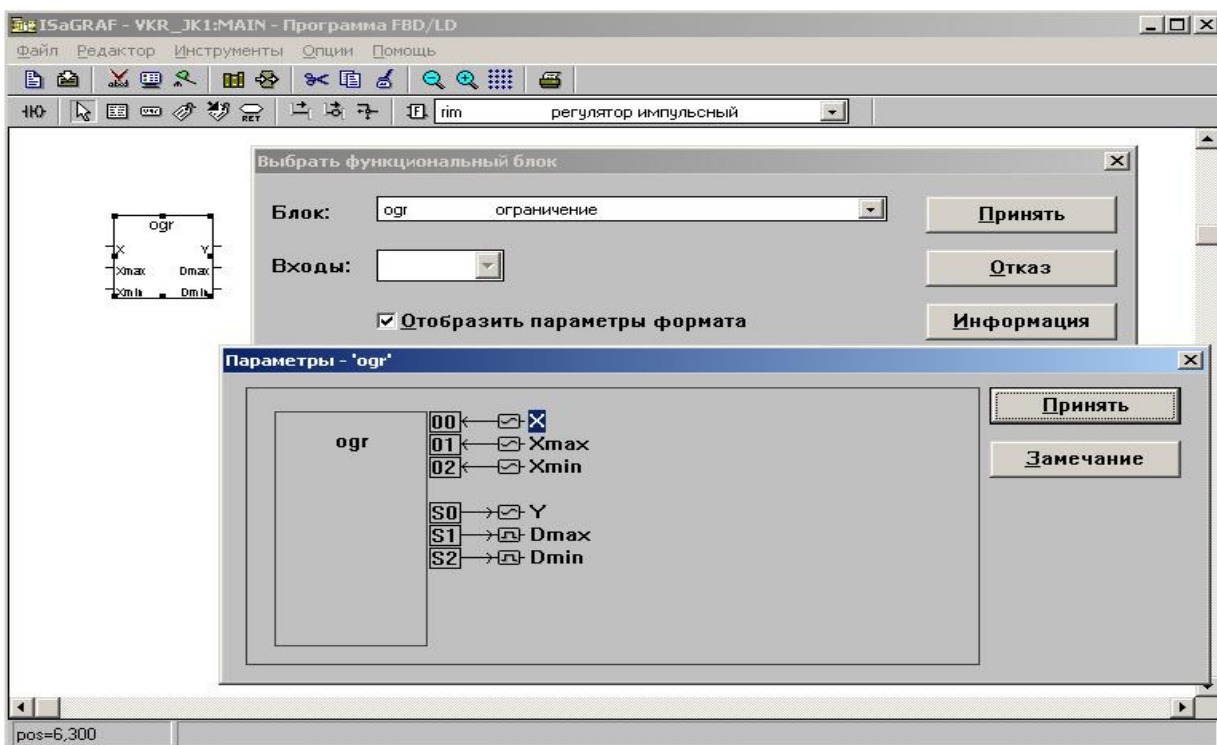 ISaGRAF - VKR_JK1:MAIN - Программа FBD/LD
Файл Редактор Инструменты Опции Помощь
RET F rim регулятор импульсный
Выбрать функциональный блок
Блок: ogr ограничение Принять
Входы: Отказ
Отобразить параметры формата Информация
ogr
X Y
Xmax Dmax
Xmin Dmin
Параметры - 'ogr'
ogr
00 X
01 Xmax
02 Xmin
S0 Y
S1 Dmax
S2 Dmin
Принять
Замечание
pos=6,300